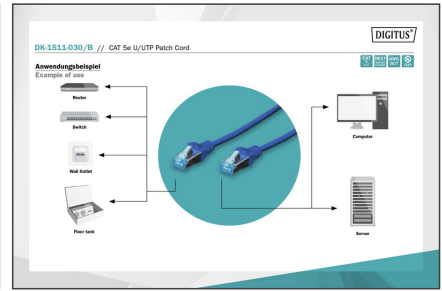 DIGITUS®
DK-1511-030/B // CAT 5e U/UTP Patch Cord
Anwendungsbeispiel
Example of use
Router
Switch
Wall Outlet
Floor tank
Computer
Server